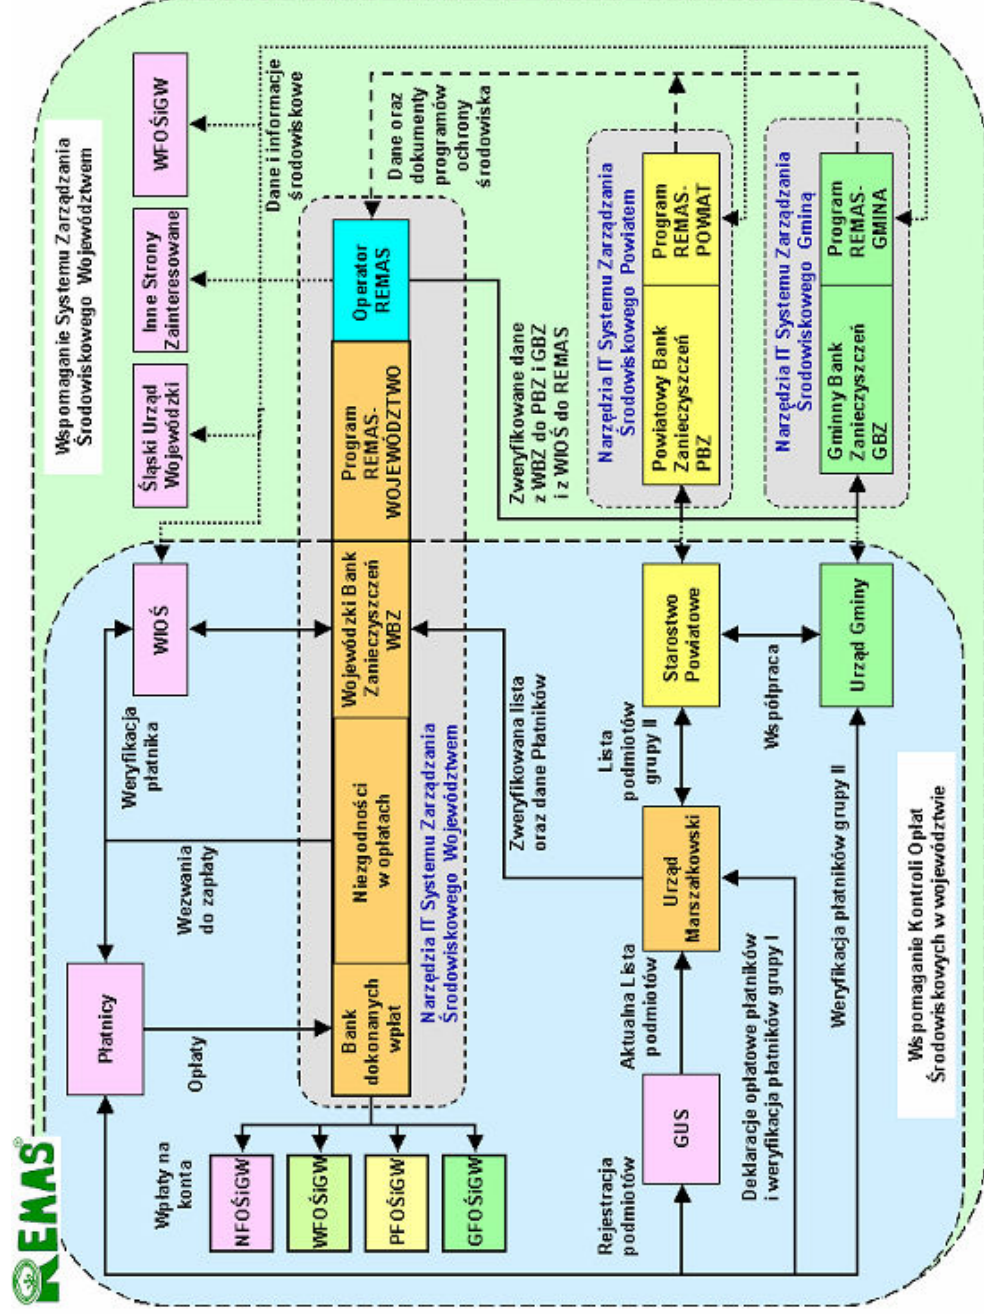 REMAS®
Płatnicy
WIOŚ
Śląski Urząd
Wojewódzki
Inne Strony
Zainteresowane
WFOŚiGW
Wspomaganie Systemu Zarządzania
Środowiskowego Województwem
Weryfikacja
płatnika
Wezwania
do zapłaty
Opłaty
Dane i informacje
środowiskowe
Wpłaty na
konta
NFOŚiGW
WFOŚiGW
PFOŚiGW
GFOŚiGW
Bank
dokonanych
wpłat
Niezgodności
w opłatach
Wojewódzki Bank
Zanieczyszczeń
WBZ
Program
REMAS-
WOJEWÓDZTWO
Operator
REMAS
Narzędzia IT Systemu Zarządzania
Środowiskowego Województwem
Dane oraz
dokumenty
programów
ochrony
środowiska
Zweryfikowana lista
oraz dane Płatników
Zweryfikowane dane
z WBZ do PBZ i GBZ
i z WIOŚ do REMAS
Rejestracja
podmiotów
GUS
Aktualna Lista
podmiotów
Urząd
Marszałkowski
Lista
podmiotów
grupy II
Starostwo
Powiatowe
Narzędzia IT Systemu Zarządzania
Środowiskowego Powiatem
Powiatowy Bank
Zanieczyszczeń
PBZ
Program
REMAS-
POWIAT
Deklaracje opłatowe płatników
i weryfikacja płatników grupy I
Współpraca
Narzędzia IT Systemu Zarządzania
Środowiskowego Gminą
Gminny Bank
Zanieczyszczeń
GBZ
Program
REMAS-
GMINA
Urząd Gminy
Weryfikacja płatników grupy II
Wspomaganie Kontroli Opłat
Środowiskowych w województwie